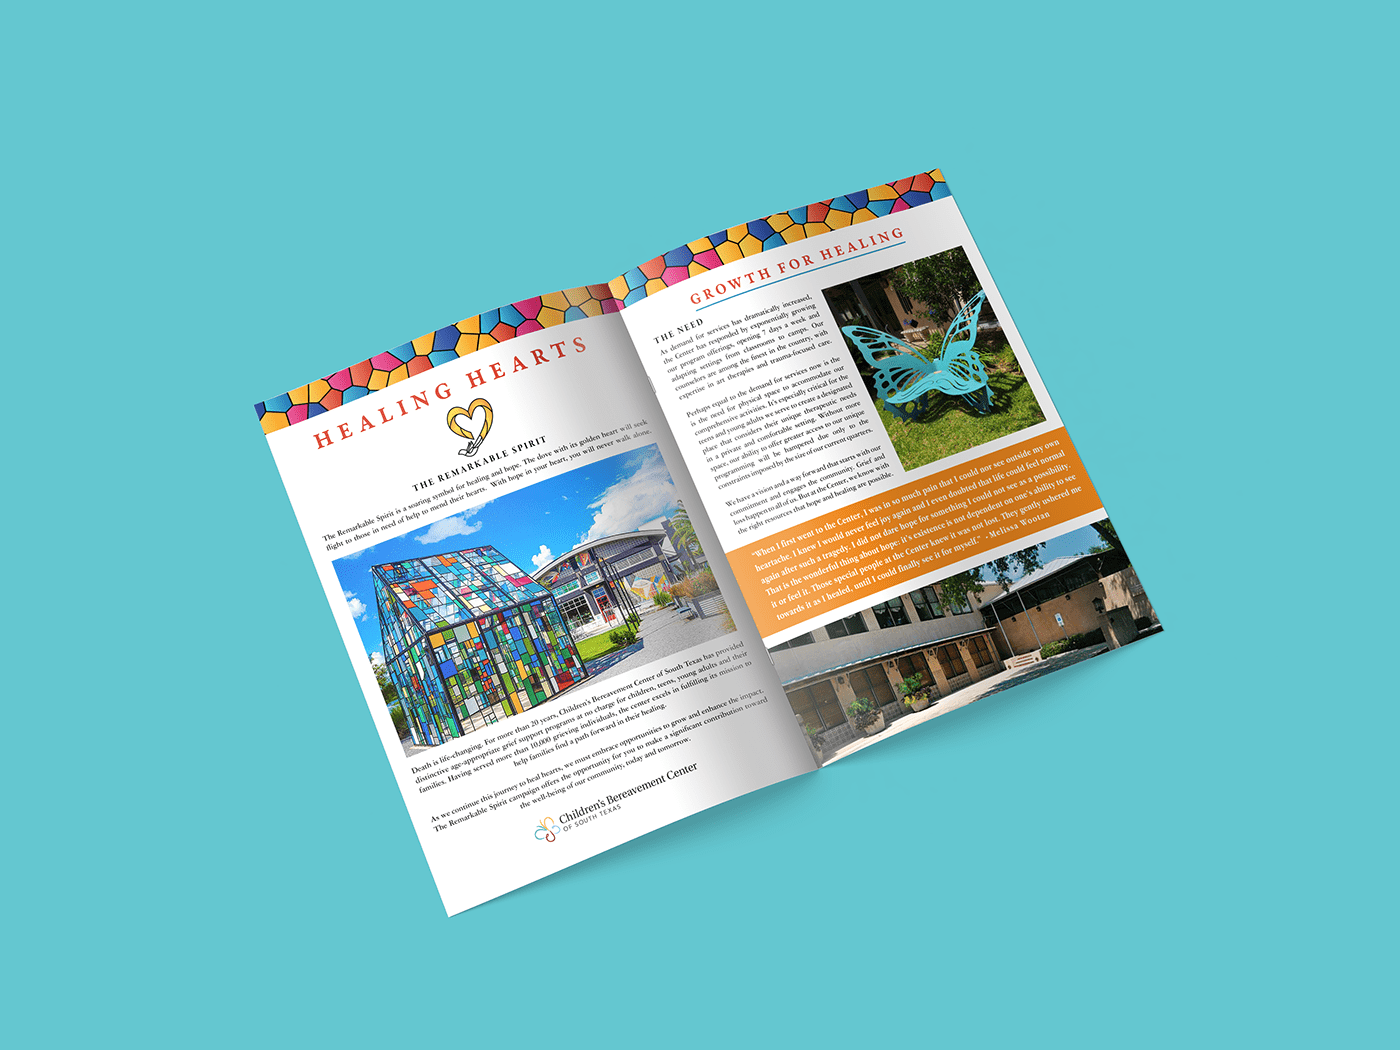 HEALING HEARTS
THE REMARKABLE SPIRIT
The Remarkable Spirit is a soaring symbol for healing and hope. The dove with its golden heart will seek
flight to those in need of help to mend their hearts. With hope in your heart, you will never walk alone.
Death is life-changing. For more than 20 years, Children's Bereavement Center of South Texas has provided
distinctive age-appropriate grief support programs at no charge for children, teens, young adults and their
families. Having served more than 10,000 grieving individuals, the center excels in fulfilling its mission to
help families find a path forward in their healing.
As we continue this journey to heal hearts, we must embrace opportunities to grow and enhance the impact.
The Remarkable Spirit campaign offers the opportunity for you to make a significant contribution toward
the well-being of our community, today and tomorrow.
Children's Bereavement Center
OF SOUTH TEXAS
GROWTH FOR HEALING
THE NEED
As demand for services has dramatically increased,
the Center has responded by exponentially growing
our program offerings, opening 7 days a week and
adapting settings from classrooms to camps. Our
counselors are among the finest in the country, with
expertise in art therapies and trauma-focused care.
Perhaps equal to the demand for services now is the
is the need for physical space to accommodate our
comprehensive activities. It's especially critical for the
teens and young adults we serve to create a designated
place that considers their unique therapeutic needs
in a private and comfortable setting. Without more
space, our ability to offer greater access to our unique
programming will be hampered due only to the
constraints imposed by the size of our current quarters.
We have a vision and a way forward that starts with our
commitment and engages the community. Grief and
loss happen to all of us. But at the Center, we know with
the right resources that hope and healing are possible.
"When I first went to the Center, I was in so much pain that I could not see outside my own
heartache. I knew I would never feel joy again and I even doubted that life could feel normal
again after such a tragedy. I did not dare hope for something I could not see as a possibility.
That is the wonderful thing about hope: it's existence is not dependent on one's ability to see
it or feel it. Those special people at the Center knew it was not lost. They gently ushered me
towards it as I healed, until I could finally see it for myself." - Melissa Wootan